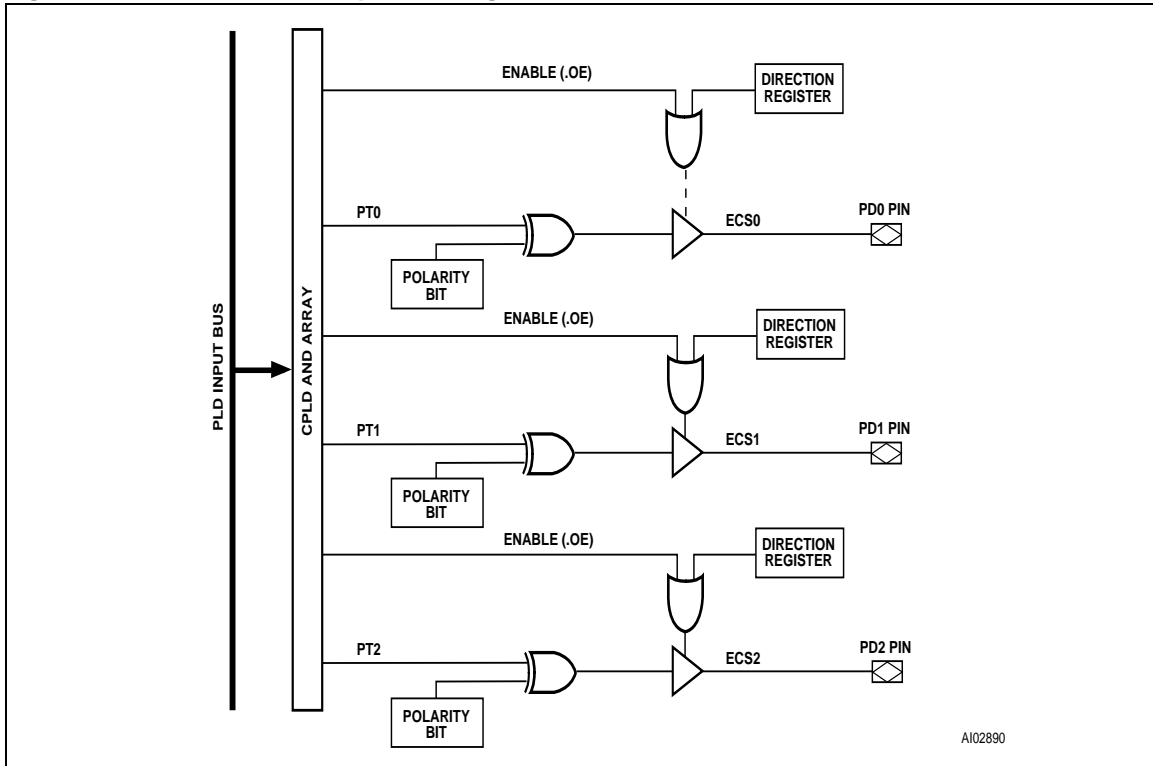 ENABLE (.OE)
DIRECTION
REGISTER
PT0
ECS0
PD0 PIN
POLARITY
BIT
ENABLE (.OE)
DIRECTION
REGISTER
PLD INPUT BUS
CPLD AND ARRAY
PT1
ECS1
PD1 PIN
POLARITY
BIT
ENABLE (.OE)
DIRECTION
REGISTER
PT2
ECS2
PD2 PIN
POLARITY
BIT
AI02890